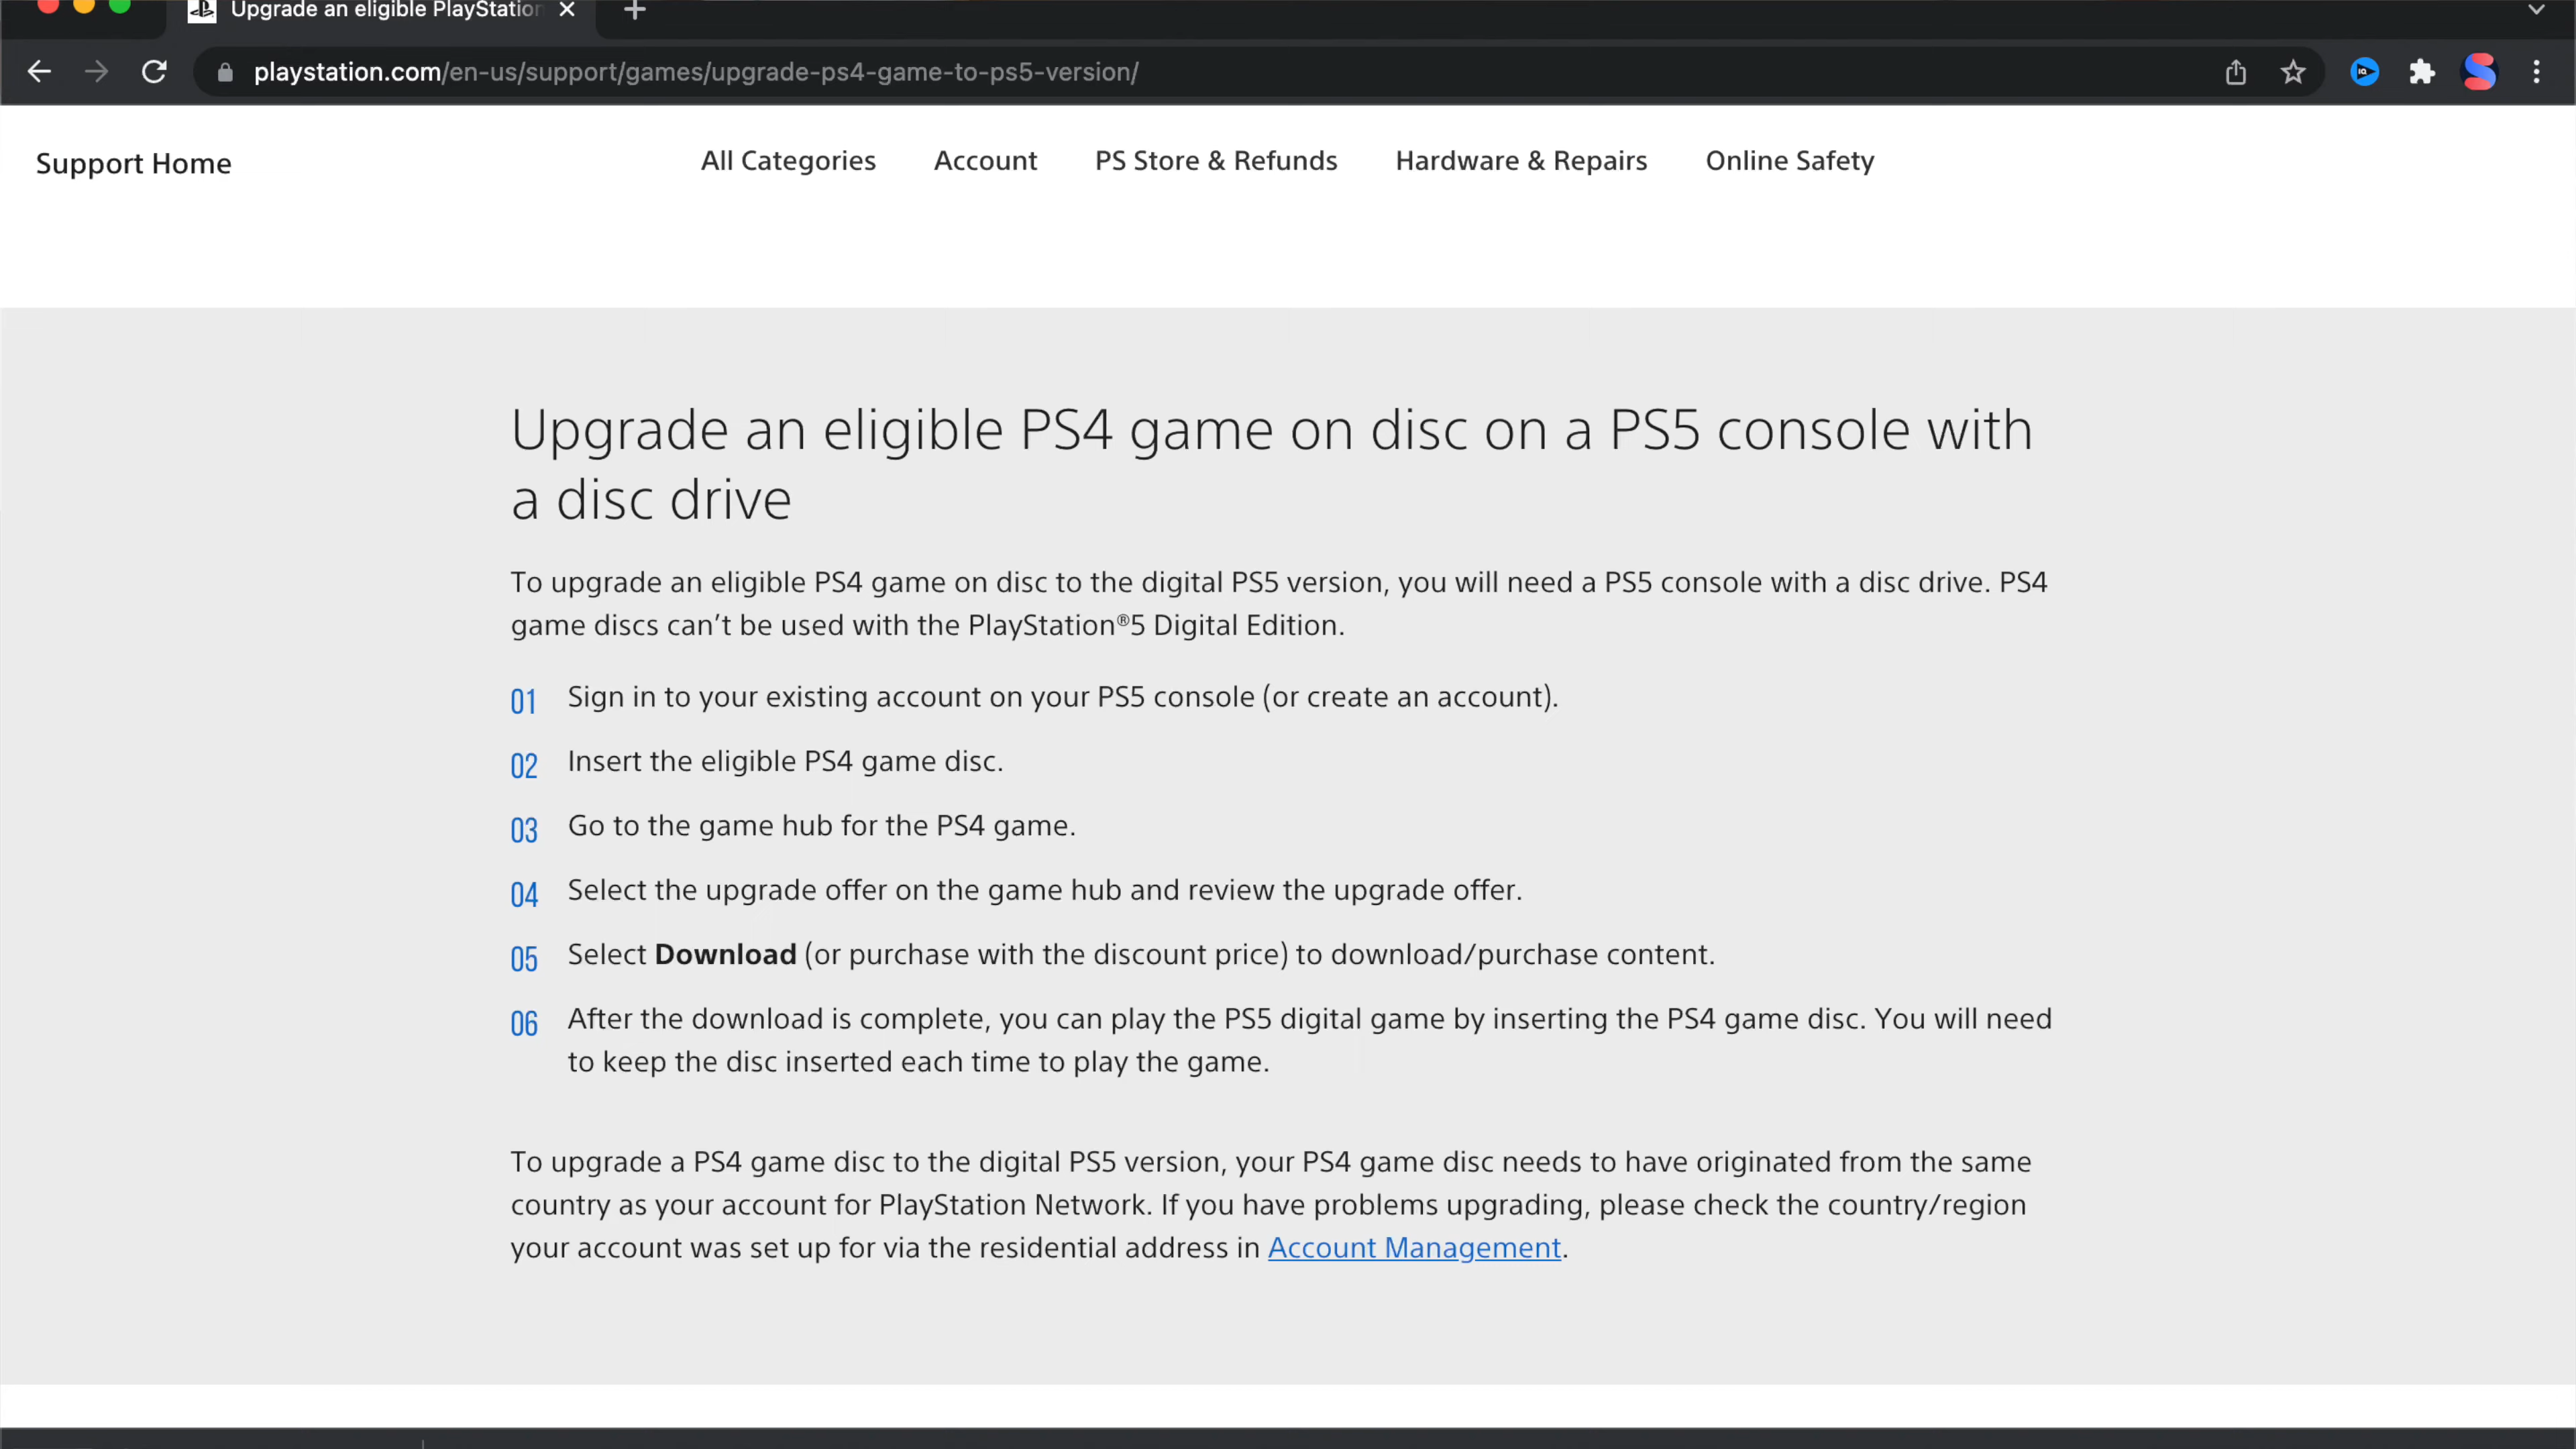 Upgrade an eligible PlayStation
playstation.com/en-us/support/games/upgrade-ps4-game-to-ps5-version/
Support Home
All Categories
Account
PS Store & Refunds
Hardware & Repairs
Online Safety
Upgrade an eligible PS4 game on disc on a PS5 console with
a disc drive
To upgrade an eligible PS4 game on disc to the digital PS5 version, you will need a PS5 console with a disc drive. PS4
game discs can’t be used with the PlayStation®5 Digital Edition.
01 Sign in to your existing account on your PS5 console (or create an account).
02 Insert the eligible PS4 game disc.
03 Go to the game hub for the PS4 game.
04 Select the upgrade offer on the game hub and review the upgrade offer.
05 Select Download (or purchase with the discount price) to download/purchase content.
06 After the download is complete, you can play the PS5 digital game by inserting the PS4 game disc. You will need
to keep the disc inserted each time to play the game.
To upgrade a PS4 game disc to the digital PS5 version, your PS4 game disc needs to have originated from the same
country as your account for PlayStation Network. If you have problems upgrading, please check the country/region
your account was set up for via the residential address in Account Management.